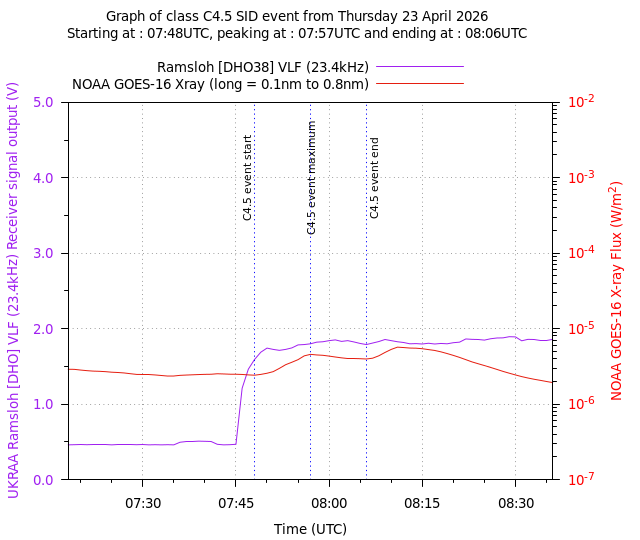 Graph of class C4.5 SID event from Thursday 23 April 2026
Starting at : 07:48UTC, peaking at : 07:57UTC and ending at : 08:06UTC
Ramsloh [DHO38] VLF (23.4kHz)
NOAA GOES-16 Xray (long = 0.1nm to 0.8nm)
UKRAA Ramsloh [DHO] VLF (23.4kHz) Receiver signal output (V)
5.0
4.0
3.0
2.0
1.0
0.0
C4.5 event start
C4.5 event maximum
C4.5 event end
10-2
10-3
10-4
10-5
10-6
10-7
NOAA GOES-16 X-ray Flux (W/m2)
07:30 07:45 08:00 08:15 08:30
Time (UTC)